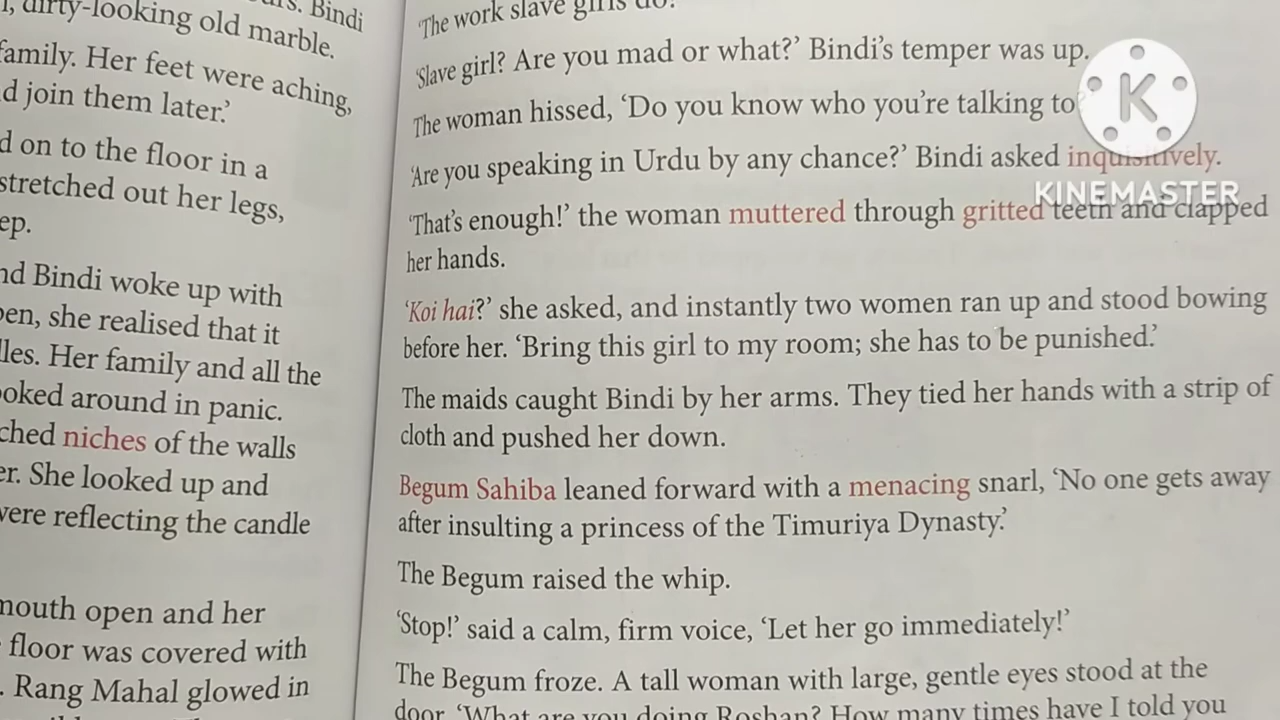 Bindi
dirty-looking old marble.
family. Her feet were aching,
join them later.’
on to the floor in a
stretched out her legs,
Bindi woke up with
she realised that it
Her family and all the
looked around in panic.
niches of the walls
She looked up and
were reflecting the candle
mouth open and her
floor was covered with
. Rang Mahal glowed in
‘The work slave girls do.
‘Slave girl? Are you mad or what?’ Bindi’s temper was up.
The woman hissed, ‘Do you know who you’re talking to
‘Are you speaking in Urdu by any chance?’ Bindi asked inquisitively.
‘That’s enough!’ the woman muttered through gritted teeth and clapped
her hands.
‘Koi hai?’ she asked, and instantly two women ran up and stood bowing
before her. ‘Bring this girl to my room; she has to be punished.’
The maids caught Bindi by her arms. They tied her hands with a strip of
cloth and pushed her down.
Begum Sahiba leaned forward with a menacing snarl, ‘No one gets away
after insulting a princess of the Timuriya Dynasty.’
The Begum raised the whip.
‘Stop!’ said a calm, firm voice, ‘Let her go immediately!’
The Begum froze. A tall woman with large, gentle eyes stood at the
door. ‘What are you doing Roshan? How many times have I told you
K
KINEMASTER